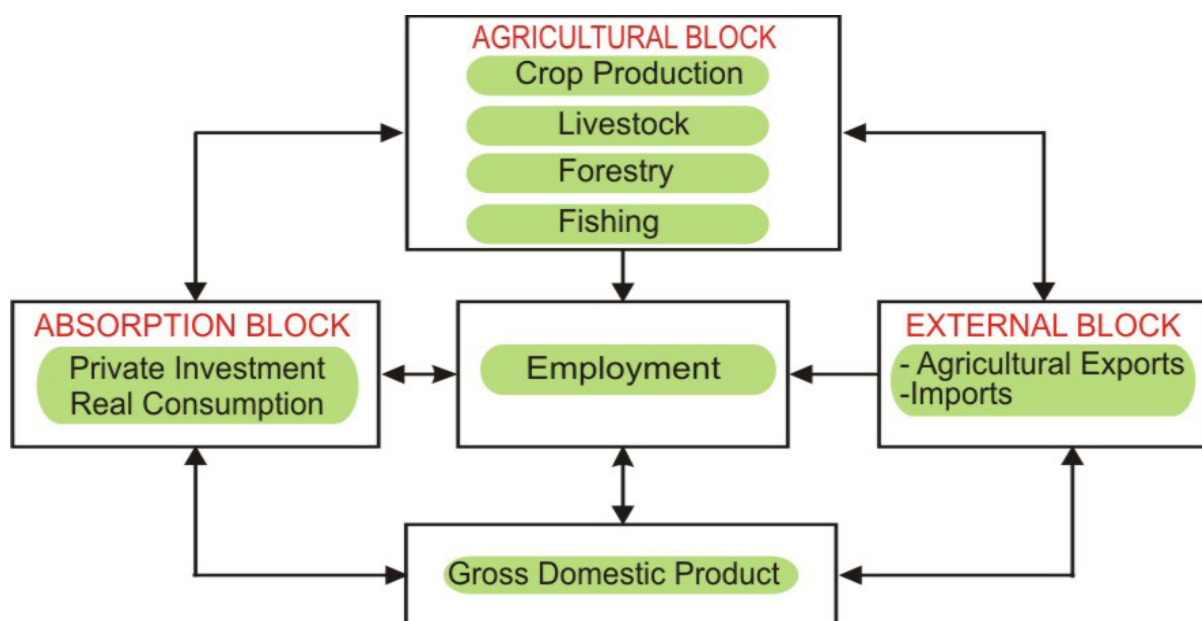 AGRICULTURAL BLOCK
Crop Production
Livestock
Forestry
Fishing
ABSORPTION BLOCK
Private Investment
Real Consumption
Employment
EXTERNAL BLOCK
- Agricultural Exports
-Imports
Gross Domestic Product